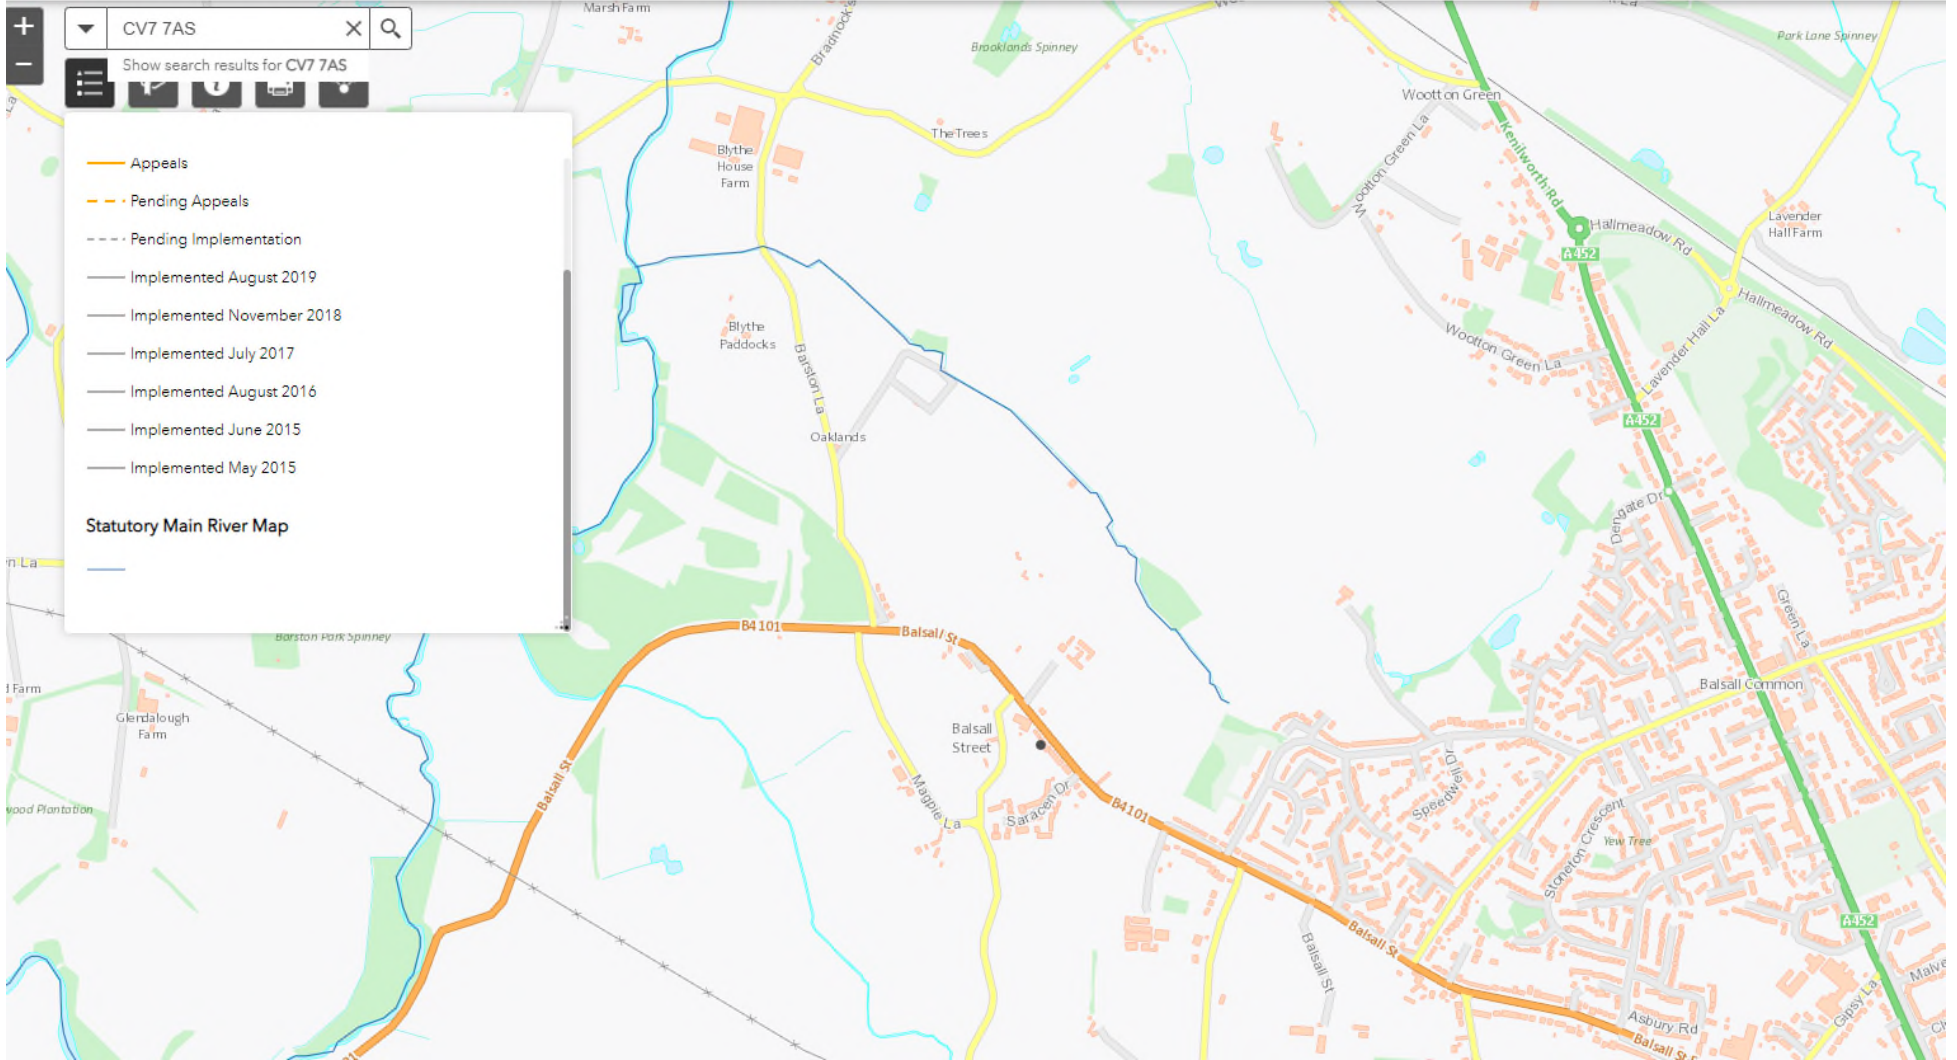 +
−
CV7 7AS
Show search results for CV7 7AS
Appeals
Pending Appeals
Pending Implementation
Implemented August 2019
Implemented November 2018
Implemented July 2017
Implemented August 2016
Implemented June 2015
Implemented May 2015
Statutory Main River Map
Marsh Farm
Bradnock's
Brooklands Spinney
Park Lane Spinney
Wootton Green
Wootton Green La
Kenilworth Rd
The Trees
Blythe
House
Farm
Lavender
Hall Farm
Hallmeadow Rd
A452
Hallmeadow Rd
Lavender Hall La
Wootton Green La
Blythe
Paddocks
Barston La
Oaklands
A452
Dengate Dr
Green La
n La
Barston Park Spinney
B4101
Balsall St
d Farm
Glendalough
Farm
Balsall Common
Balsall
Street
Balsall St
Magpie La
Saracen Dr
B4101
Speedwell Dr
Stoneton Crescent
Yew Tree
wood Plantation
A452
Balsall St
Balsall St
Malve
Gipsy La
Asbury Rd
Balsall St